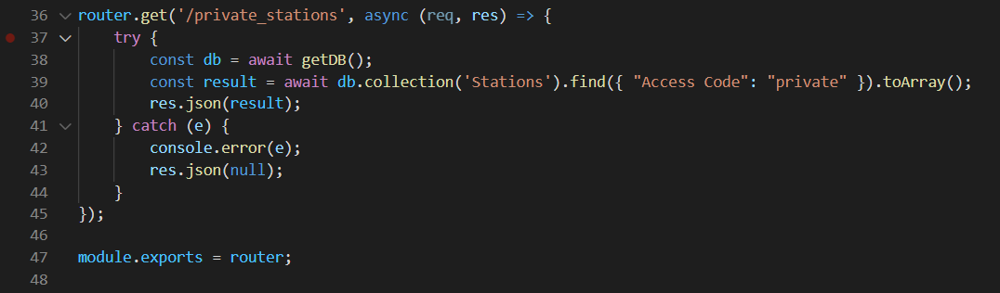 36 router.get('/private_stations', async (req, res) => {
37 try {
38 const db = await getDB();
39 const result = await db.collection('Stations').find({ "Access Code": "private" }).toArray();
40 res.json(result);
41 } catch (e) {
42 console.error(e);
43 res.json(null);
44 }
45 });
46
47 module.exports = router;
48